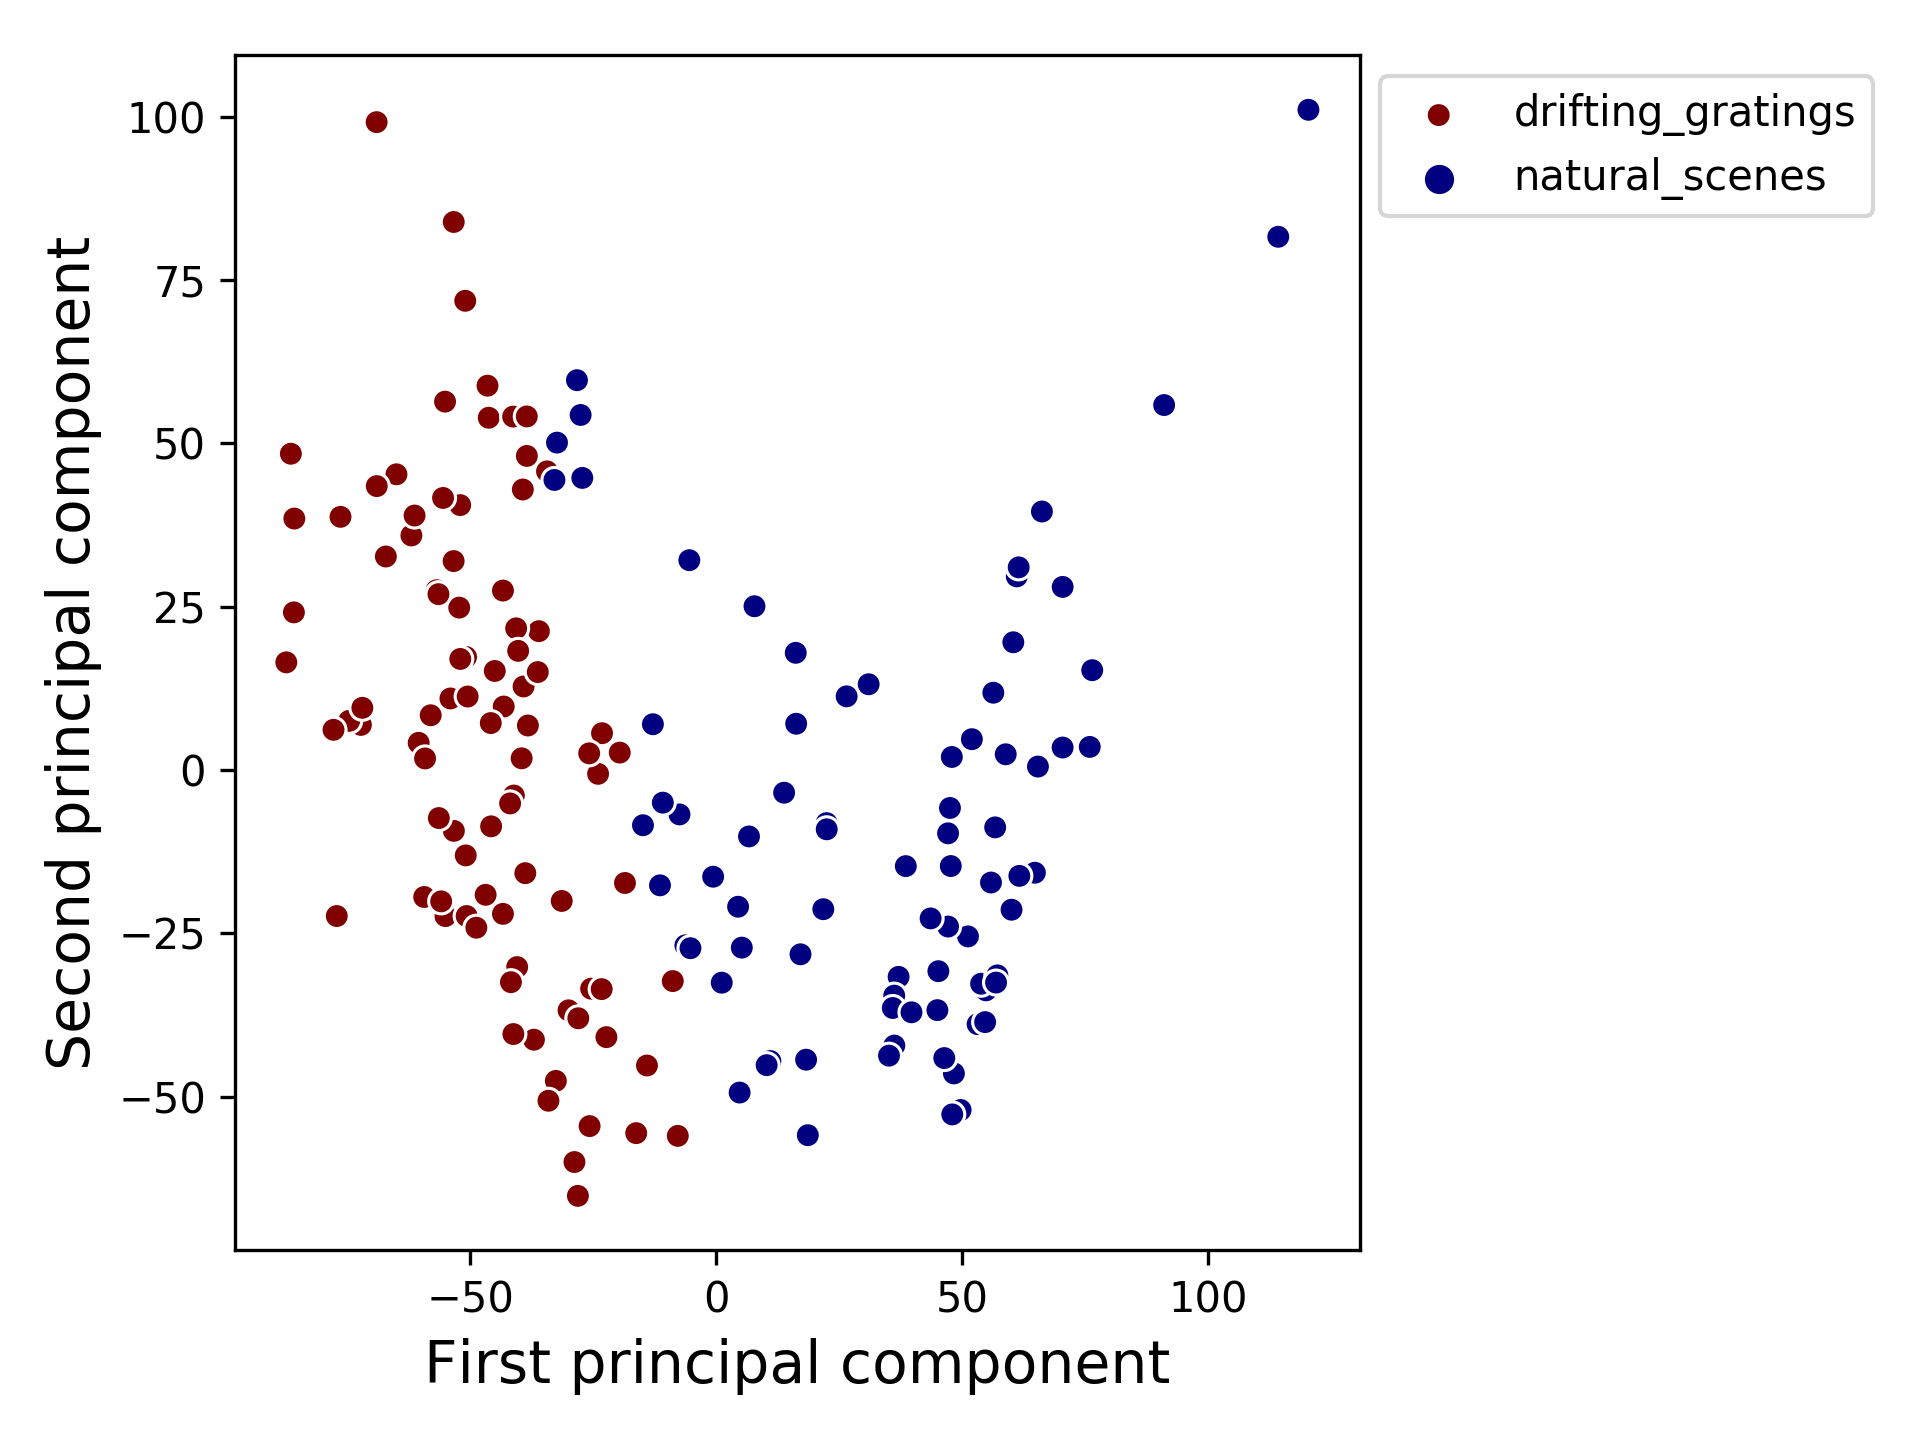 drifting_gratings
natural_scenes
100
75
50
25
0
−25
−50
Second principal component
−50
0
50
100
First principal component